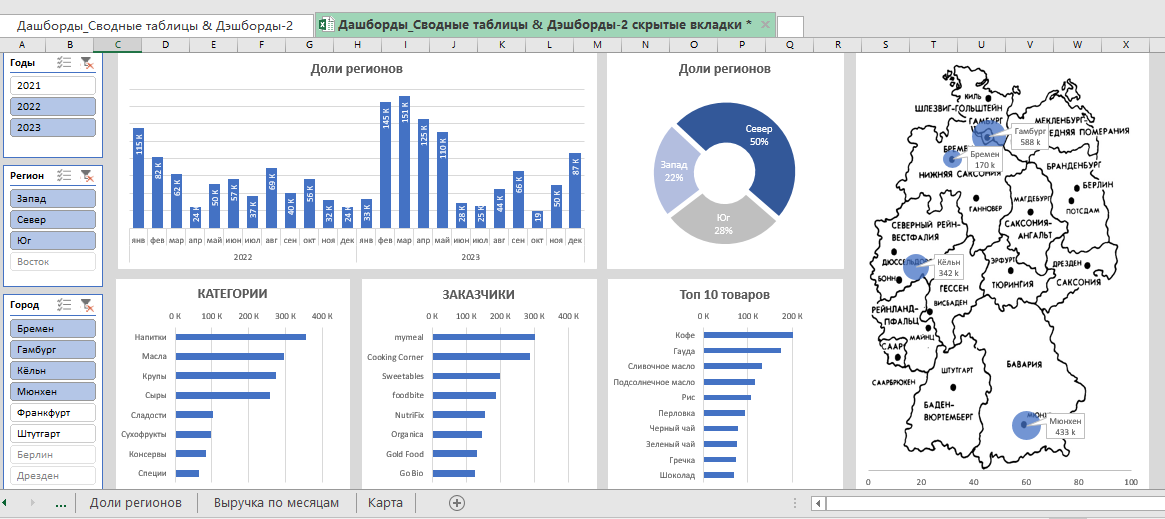 Дашборды_Сводные таблицы & Дэшборды-2
Дашборды_Сводные таблицы & Дэшборды-2 скрытые вкладки *
A B C D E F G H I J K L M N O P Q R S T U V W X
Годы
2021
2022
2023
Регион
Запад
Север
Юг
Восток
Город
Бремен
Гамбург
Кёльн
Мюнхен
Франкфурт
Штутгарт
Берлин
Дрезден
Доли регионов
115 K 82 K 62 K 24 K 50 K 57 K 37 K 69 K 40 K 56 K 32 K 24 K 33 K 145 K 151 K 125 K 110 K 28 K 25 K 44 K 66 K 19 50 K 87 K
янв фев мар апр май июн июл авг сен окт ноя дек янв фев мар апр май июн июл авг сен окт ноя дек
2022 2023
Доли регионов
Север
50%
Запад
22%
Юг
28%
КАТЕГОРИИ
0 K 100 K 200 K 300 K 400 K
Напитки
Масла
Крупы
Сыры
Сладости
Сухофрукты
Консервы
Специи
ЗАКАЗЧИКИ
0 K 100 K 200 K 300 K 400 K
mymeal
Cooking Corner
Sweetables
foodbite
NutriFix
Organica
Gold Food
Go Bio
Топ 10 товаров
0 K 100 K 200 K
Кофе
Гауда
Сливочное масло
Подсолнечное масло
Рис
Перловка
Черный чай
Зеленый чай
Гречка
Шоколад
КИЛЬ
ШЛЕЗВИГ-ГОЛЬШТЕЙН
ГАМБУРГ
МЕКЛЕНБУРГ-
ЕДНЯЯ ПОМЕРАНИЯ
Гамбург
588 k
БРЕМЕ
Бремен
170 k
НИЖНЯЯ САКСОНИЯ
БРАНДЕНБУРГ
БЕРЛИН
ПОТСДАМ
ГАННОВЕР
МАГДЕБУРГ
САКСОНИЯ-
АНГАЛЬТ
СЕВЕРНЫЙ РЕЙН-
ВЕСТФАЛИЯ
ДЮССЕЛЬДО
Кёльн
342 k
БОНН
ЭРФУРТ
ТЮРИНГИЯ
ДРЕЗДЕН
САКСОНИЯ
ГЕССЕН
ВИСБАДЕН
РЕЙНЛАНД-
ПФАЛЬЦ
МАЙНЦ
СААР
СААРБРЮКЕН
ШТУТГАРТ
БАВАРИЯ
БАДЕН-
ВЮРТЕМБЕРГ
МЮНХ
Мюнхен
433 k
0 20 40 60 80 100
... Доли регионов Выручка по месяцам Карта